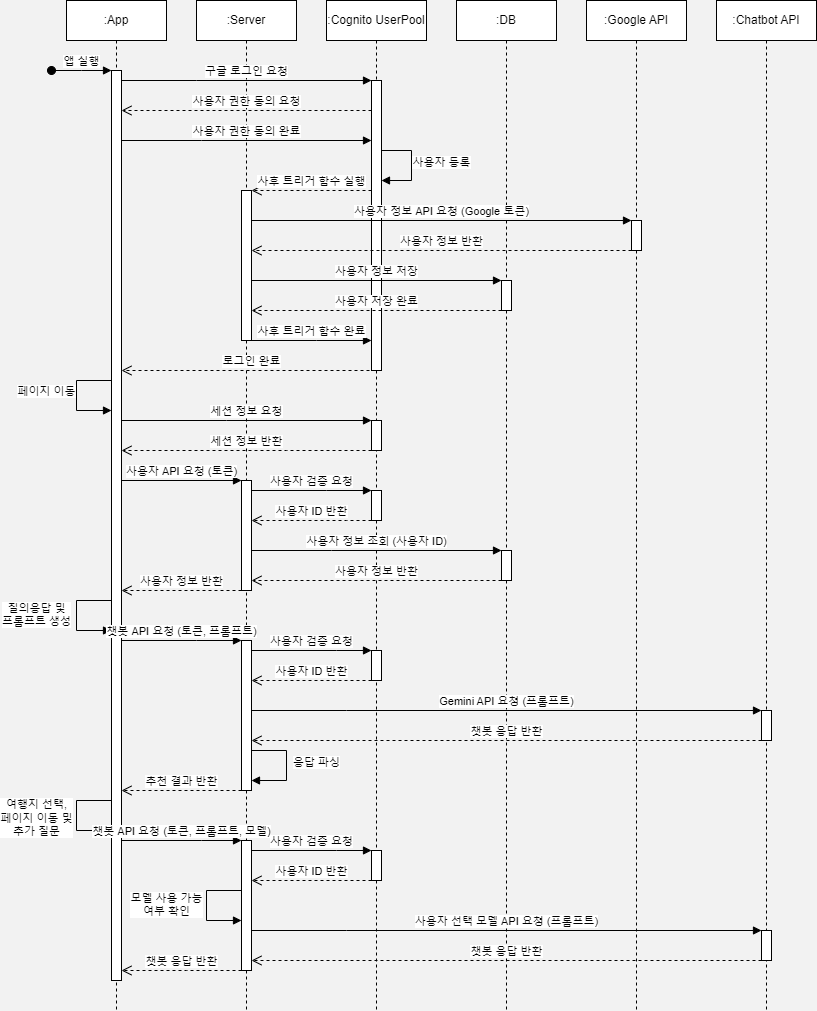 :App
:Server
:Cognito UserPool
:DB
:Google API
:Chatbot API
앱 실행
구글 로그인 요청
사용자 권한 동의 요청
사용자 권한 동의 완료
사용자 등록
사후 트리거 함수 실행
사용자 정보 API 요청 (Google 토큰)
사용자 정보 반환
사용자 정보 저장
사용자 저장 완료
사후 트리거 함수 완료
로그인 완료
페이지 이동
세션 정보 요청
세션 정보 반환
사용자 API 요청 (토큰)
사용자 검증 요청
사용자 ID 반환
사용자 정보 조회 (사용자 ID)
사용자 정보 반환
사용자 정보 반환
질의응답 및
프롬프트 생성
챗봇 API 요청 (토큰, 프롬프트)
사용자 검증 요청
사용자 ID 반환
Gemini API 요청 (프롬프트)
챗봇 응답 반환
응답 파싱
추천 결과 반환
여행지 선택,
페이지 이동 및
추가 질문
챗봇 API 요청 (토큰, 프롬프트, 모델)
사용자 검증 요청
사용자 ID 반환
모델 사용 가능
여부 확인
사용자 선택 모델 API 요청 (프롬프트)
챗봇 응답 반환
챗봇 응답 반환